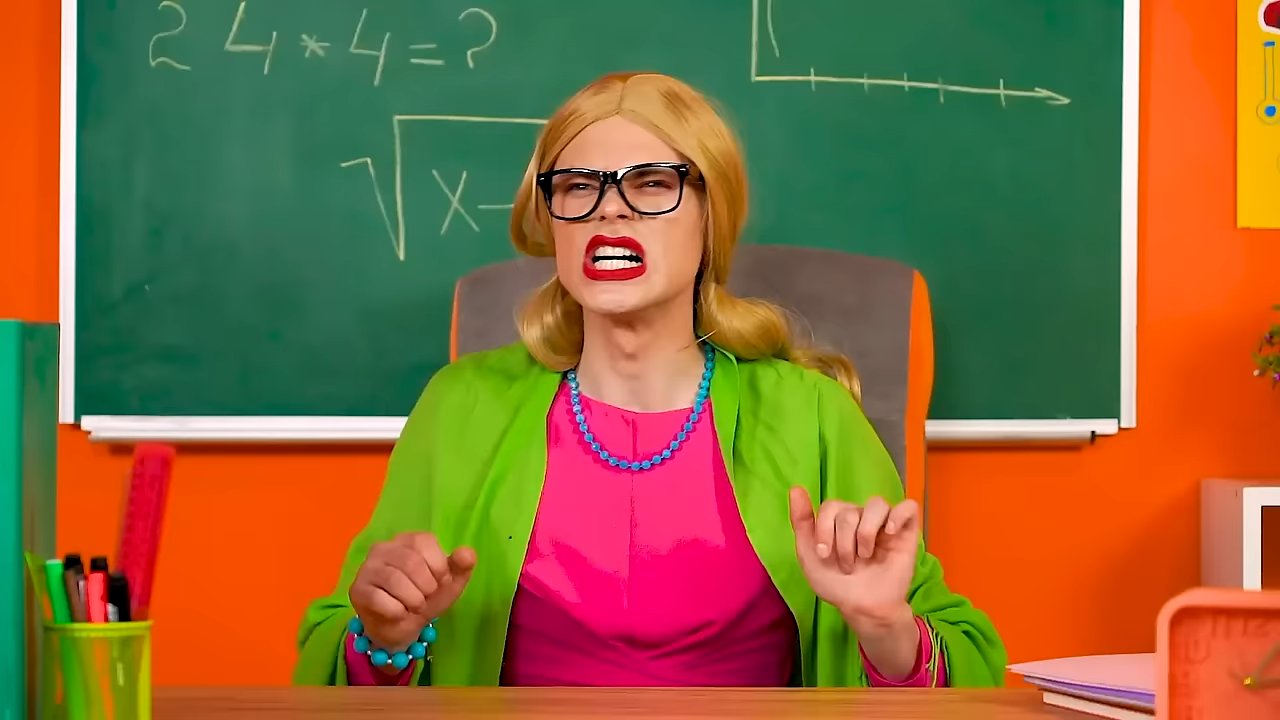 2 4 * 4 = ?
√x-